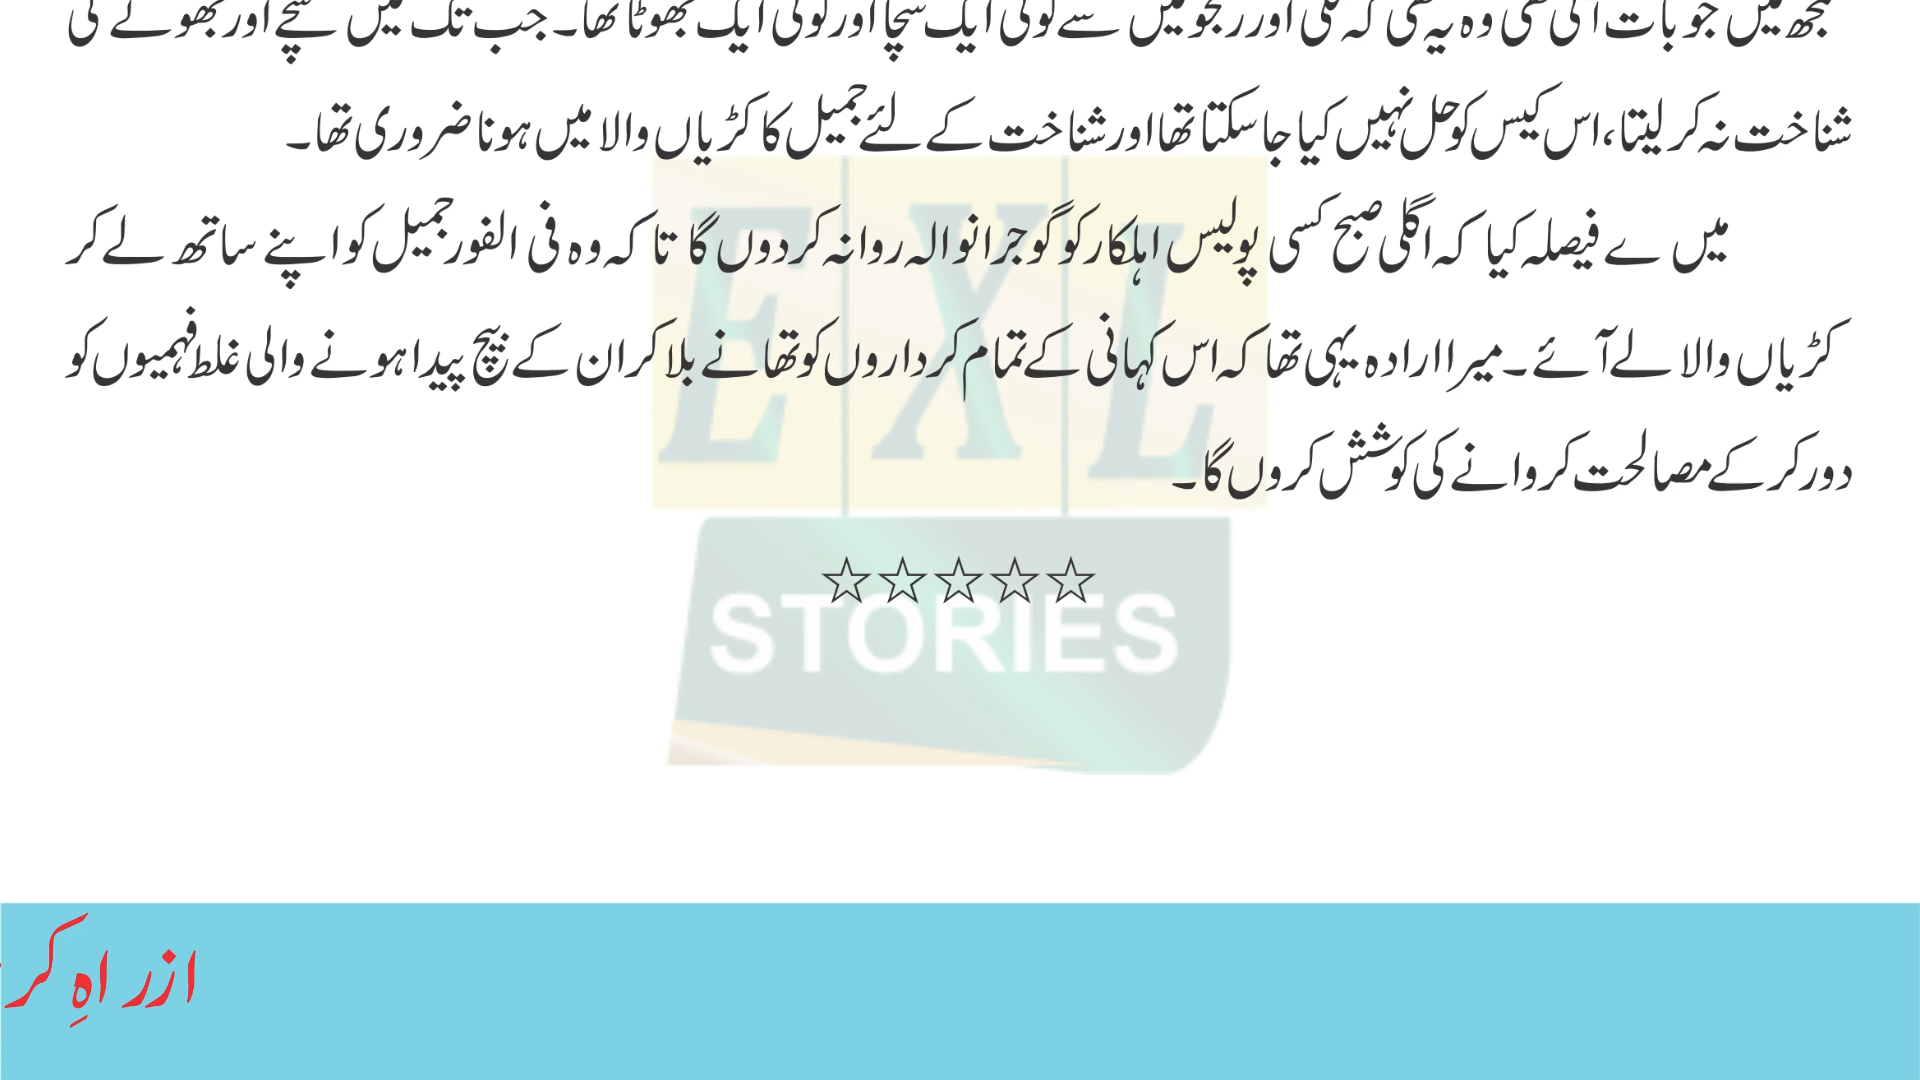 مجھ میں جو بات آئی تھی وہ یہ تھی کہ اور رجو میں سے کوئی ایک سچا اور کوئی ایک جھوٹا تھا۔ جب تک میں سچے اور جھوٹے کی
شناخت نہ کر لیتا، اس کیس کو حل نہیں کیا جا سکتا تھا اور شناخت کے لئے جمیل کا کڑیاں والا میں ہونا ضروری تھا۔
میں ے فیصلہ کیا کہ اگلی صبح کسی پولیس اہلکار کو گوجرانوالہ روانہ کر دوں گا تا کہ وہ فی الفور جمیل کو اپنے ساتھ لے کر
کڑیاں والا لے آئے۔ میرا ارادہ یہی تھا کہ اس کہانی کے تمام کرداروں کو تھانے بلا کر ان کے بیچ پیدا ہونے والی غلط فہمیوں کو
دور کر کے مصالحت کروانے کی کوشش کروں گا۔
☆☆☆☆☆
EXL
STORIES
ازراہِ کر